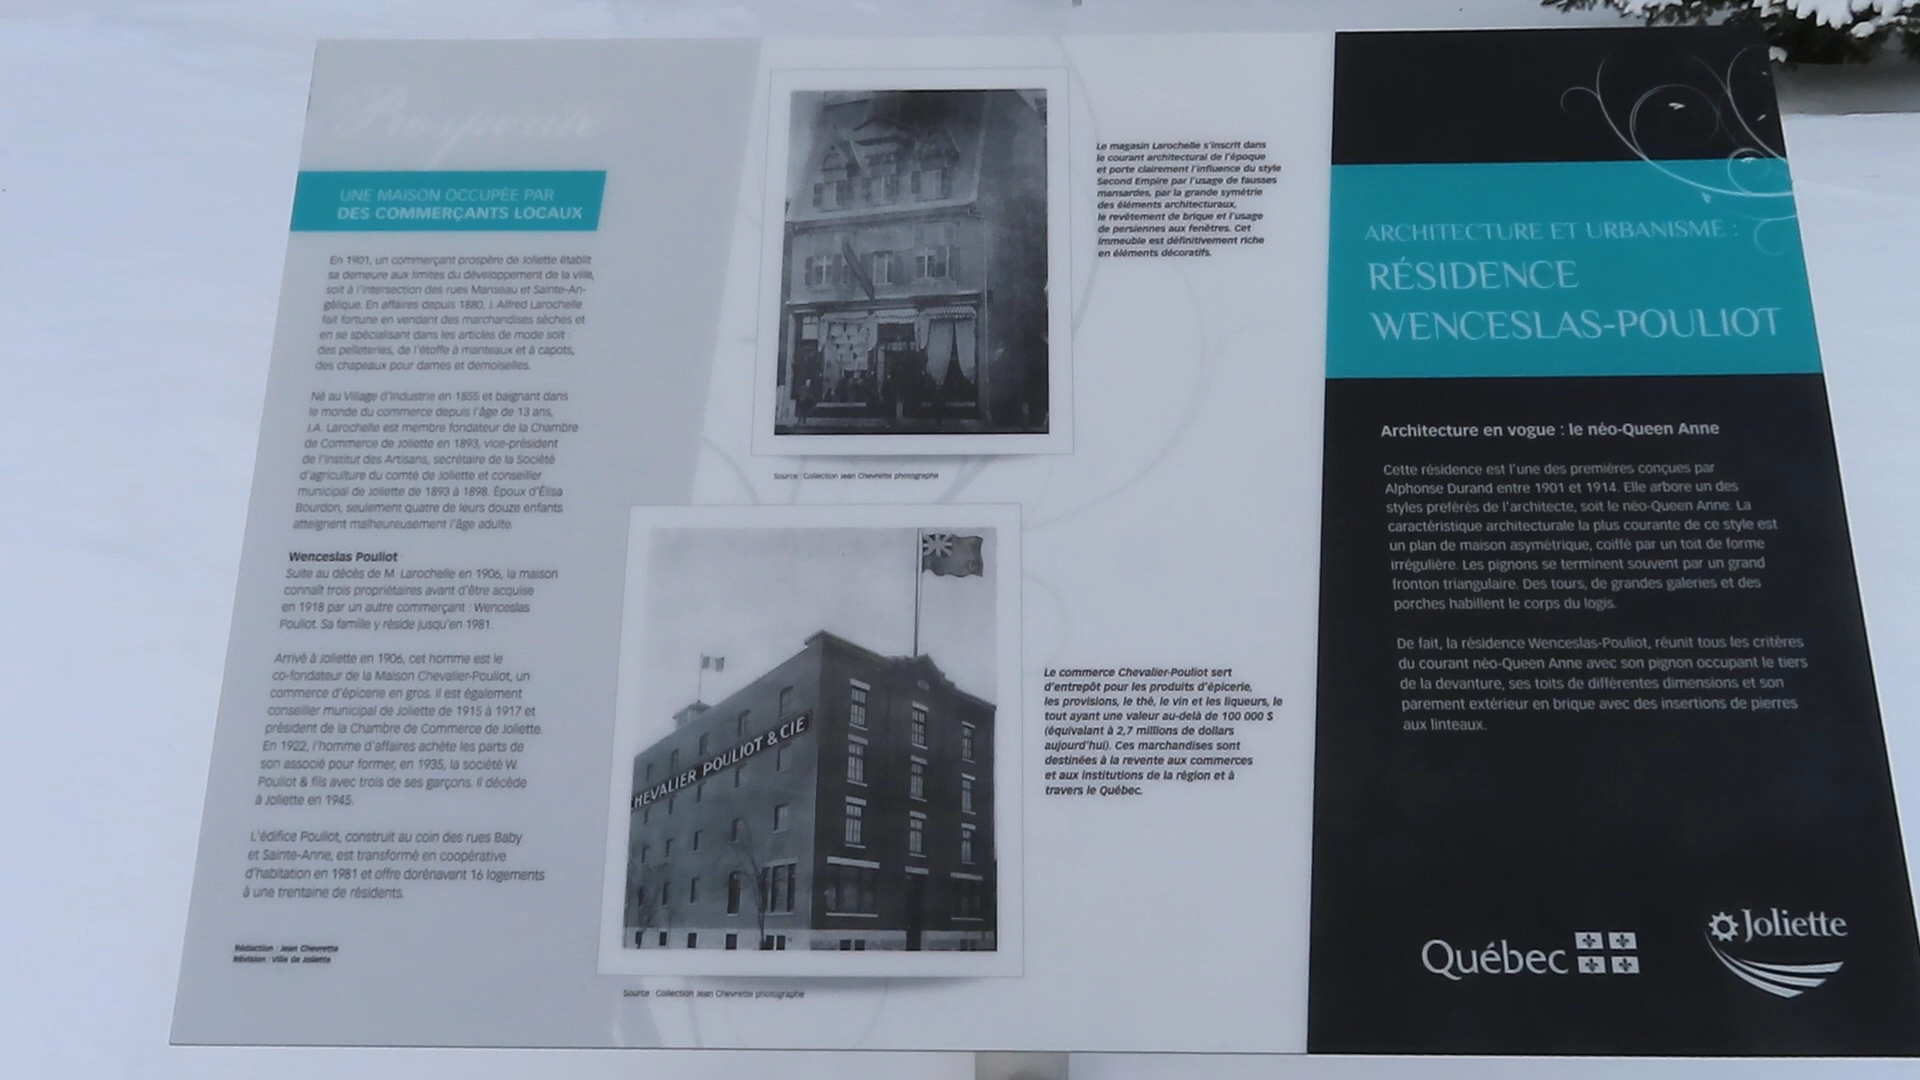 Prospérité
UNE MAISON OCCUPÉE PAR
DES COMMERÇANTS LOCAUX
En 1901, un commerçant prospère de Joliette établit
sa demeure aux limites du développement de la ville,
soit à l'intersection des rues Manseau et Sainte-An-
gélique. En affaires depuis 1880, J. Alfred Larochelle
fait fortune en vendant des marchandises sèches et
en se spécialisant dans les articles de mode soit :
des pelleteries, de l'étoffe à manteaux et à capots,
des chapeaux pour dames et demoiselles.
Né au Village d'Industrie en 1855 et baignant dans
le monde du commerce depuis l'âge de 13 ans,
J.A. Larochelle est membre fondateur de la Chambre
de Commerce de Joliette en 1893, vice-président
de l'Institut des Artisans, secrétaire de la Société
d'agriculture du comté de Joliette et conseiller
municipal de Joliette de 1893 à 1898. Époux d'Élisa
Bourdon, seulement quatre de leurs douze enfants
atteignent malheureusement l'âge adulte.
Wenceslas Pouliot
Suite au décès de M. Larochelle en 1906, la maison
connaît trois propriétaires avant d'être acquise
en 1918 par un autre commerçant : Wenceslas
Pouliot. Sa famille y réside jusqu'en 1981.
Arrivé à Joliette en 1906, cet homme est le
co-fondateur de la Maison Chevalier-Pouliot, un
commerce d'épicerie en gros. Il est également
conseiller municipal de Joliette de 1915 à 1917 et
président de la Chambre de Commerce de Joliette.
En 1922, l'homme d'affaires achète les parts de
son associé pour former, en 1935, la société W.
Pouliot & fils avec trois de ses garçons. Il décède
à Joliette en 1945.
L'édifice Pouliot, construit au coin des rues Baby
et Sainte-Anne, est transformé en coopérative
d'habitation en 1981 et offre dorénavant 16 logements
à une trentaine de résidents.
Rédaction : Jean Chevrette
Révision : Ville de Joliette
Le magasin Larochelle s'inscrit dans
le courant architectural de l'époque
et porte clairement l'influence du style
Second Empire par l'usage de fausses
mansardes, par la grande symétrie
des éléments architecturaux,
le revêtement de brique et l'usage
de persiennes aux fenêtres. Cet
immeuble est définitivement riche
en éléments décoratifs.
Source : Collection Jean Chevrette photographe
CHEVALIER POULIOT & CIE
Le commerce Chevalier-Pouliot sert
d'entrepôt pour les produits d'épicerie,
les provisions, le thé, le vin et les liqueurs, le
tout ayant une valeur au-delà de 100 000 $
(équivalant à 2,7 millions de dollars
aujourd'hui). Ces marchandises sont
destinées à la revente aux commerces
et aux institutions de la région et à
travers le Québec.
Source : Collection Jean Chevrette photographe
ARCHITECTURE ET URBANISME :
RÉSIDENCE
WENCESLAS-POULIOT
Architecture en vogue : le néo-Queen Anne
Cette résidence est l'une des premières conçues par
Alphonse Durand entre 1901 et 1914. Elle arbore un des
styles préférés de l'architecte, soit le néo-Queen Anne. La
caractéristique architecturale la plus courante de ce style est
un plan de maison asymétrique, coiffé par un toit de forme
irrégulière. Les pignons se terminent souvent par un grand
fronton triangulaire. Des tours, de grandes galeries et des
porches habillent le corps du logis.
De fait, la résidence Wenceslas-Pouliot, réunit tous les critères
du courant néo-Queen Anne avec son pignon occupant le tiers
de la devanture, ses toits de différentes dimensions et son
parement extérieur en brique avec des insertions de pierres
aux linteaux.
Québec
Joliette